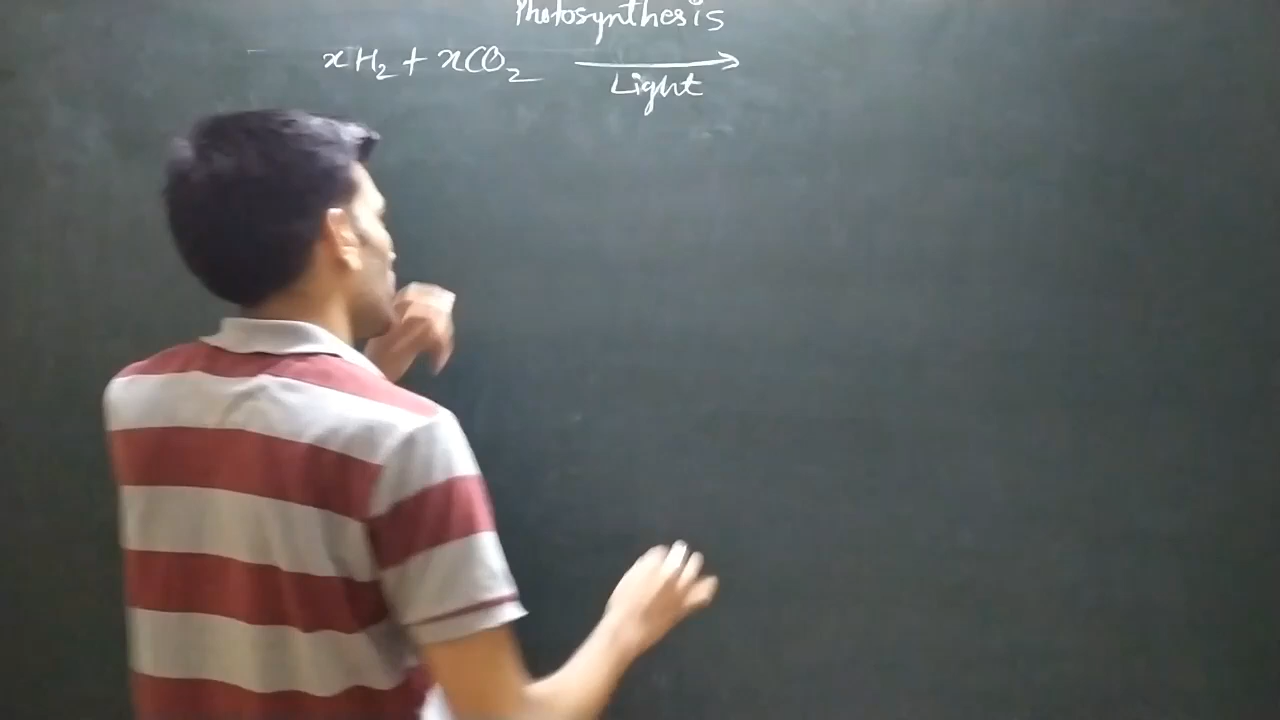 Photosynthesis
xH₂ + xCO₂ ⟶
Light